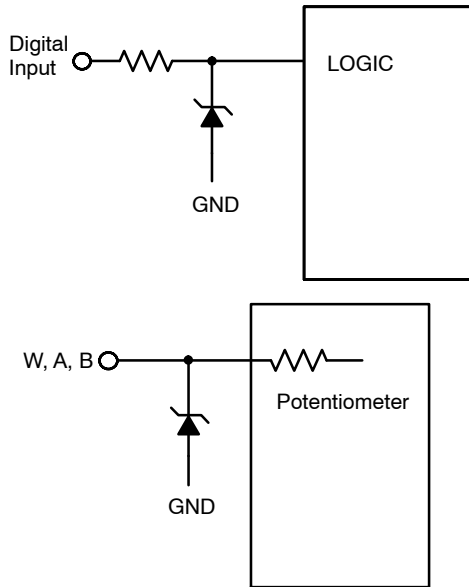 Digital
Input
LOGIC
GND
W, A, B
Potentiometer
GND